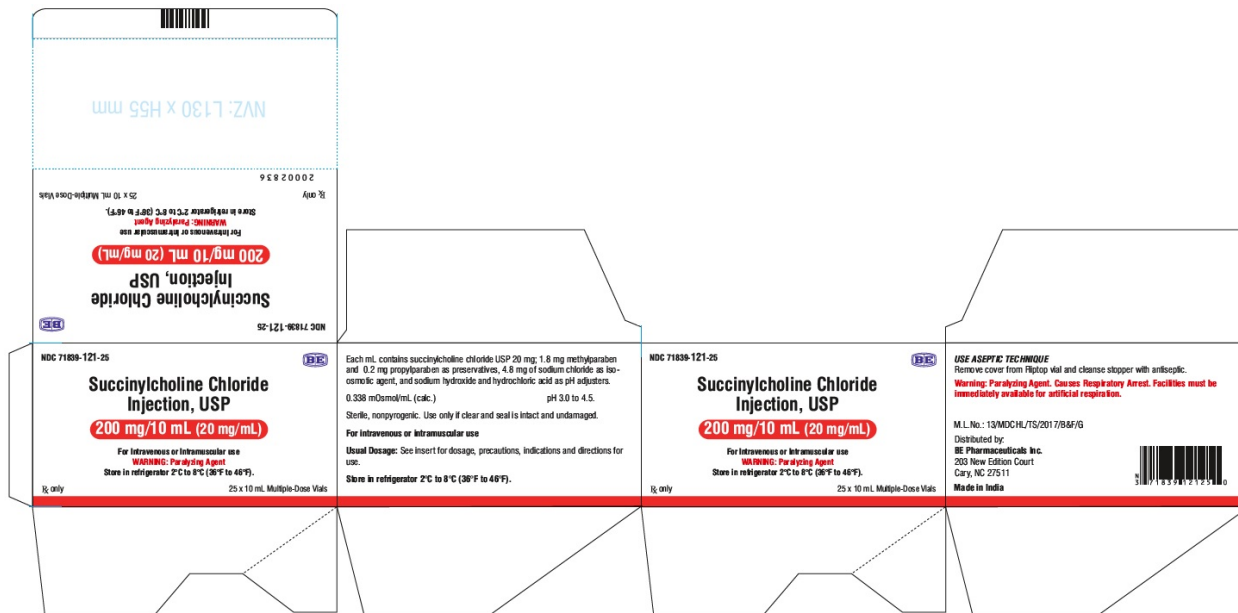 NVZ: L130 x H55 mm
20002836
℞ only 25 x 10 mL Multiple-Dose Vials
Store in refrigerator 2°C to 8°C (36°F to 46°F).
WARNING: Paralyzing Agent
For Intravenous or Intramuscular use
200 mg/10 mL (20 mg/mL)
Injection, USP
Succinylcholine Chloride
NDC 71839-121-25 BE
NDC 71839-121-25 BE
Succinylcholine Chloride
Injection, USP
200 mg/10 mL (20 mg/mL)
For Intravenous or Intramuscular use
WARNING: Paralyzing Agent
Store in refrigerator 2°C to 8°C (36°F to 46°F).
℞ only 25 x 10 mL Multiple-Dose Vials
Each mL contains succinylcholine chloride USP 20 mg; 1.8 mg methylparaben
and 0.2 mg propylparaben as preservatives, 4.8 mg of sodium chloride as iso-
osmotic agent, and sodium hydroxide and hydrochloric acid as pH adjusters.
0.338 mOsmol/mL (calc.) pH 3.0 to 4.5.
Sterile, nonpyrogenic. Use only if clear and seal is intact and undamaged.
For intravenous or intramuscular use
Usual Dosage: See insert for dosage, precautions, indications and directions for
use.
Store in refrigerator 2°C to 8°C (36°F to 46°F).
NDC 71839-121-25 BE
Succinylcholine Chloride
Injection, USP
200 mg/10 mL (20 mg/mL)
For Intravenous or Intramuscular use
WARNING: Paralyzing Agent
Store in refrigerator 2°C to 8°C (36°F to 46°F).
℞ only 25 x 10 mL Multiple-Dose Vials
USE ASEPTIC TECHNIQUE
Remove cover from Fliptop vial and cleanse stopper with antiseptic.
Warning: Paralyzing Agent. Causes Respiratory Arrest. Facilities must be
immediately available for artificial respiration.
M.L.No.: 13/MDCHL/TS/2017/B&F/G
Distributed by:
BE Pharmaceuticals Inc.
203 New Edition Court
Cary, NC 27511
Made in India
N
3 71839 12125 0